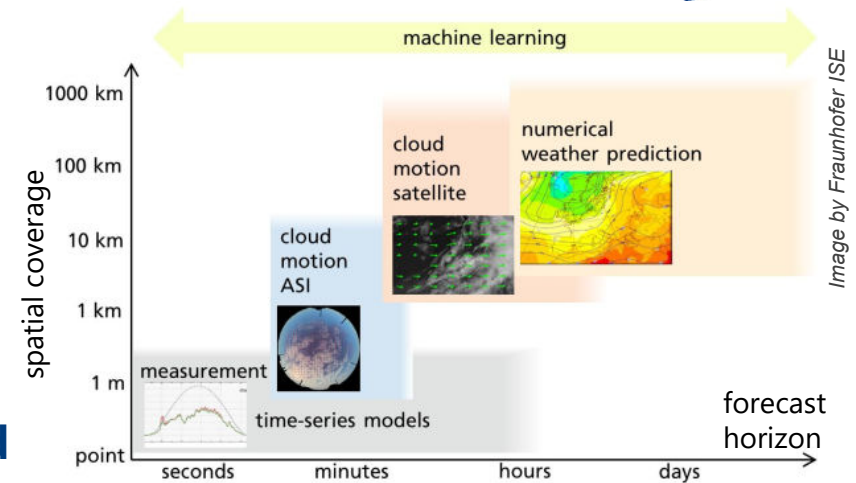 machine learning
Image by Fraunhofer ISE
spatial coverage
1000 km
100 km
10 km
1 km
1 m
point
numerical
weather prediction
cloud
motion
satellite
cloud
motion
ASI
measurement
time-series models
forecast
horizon
seconds
minutes
hours
days